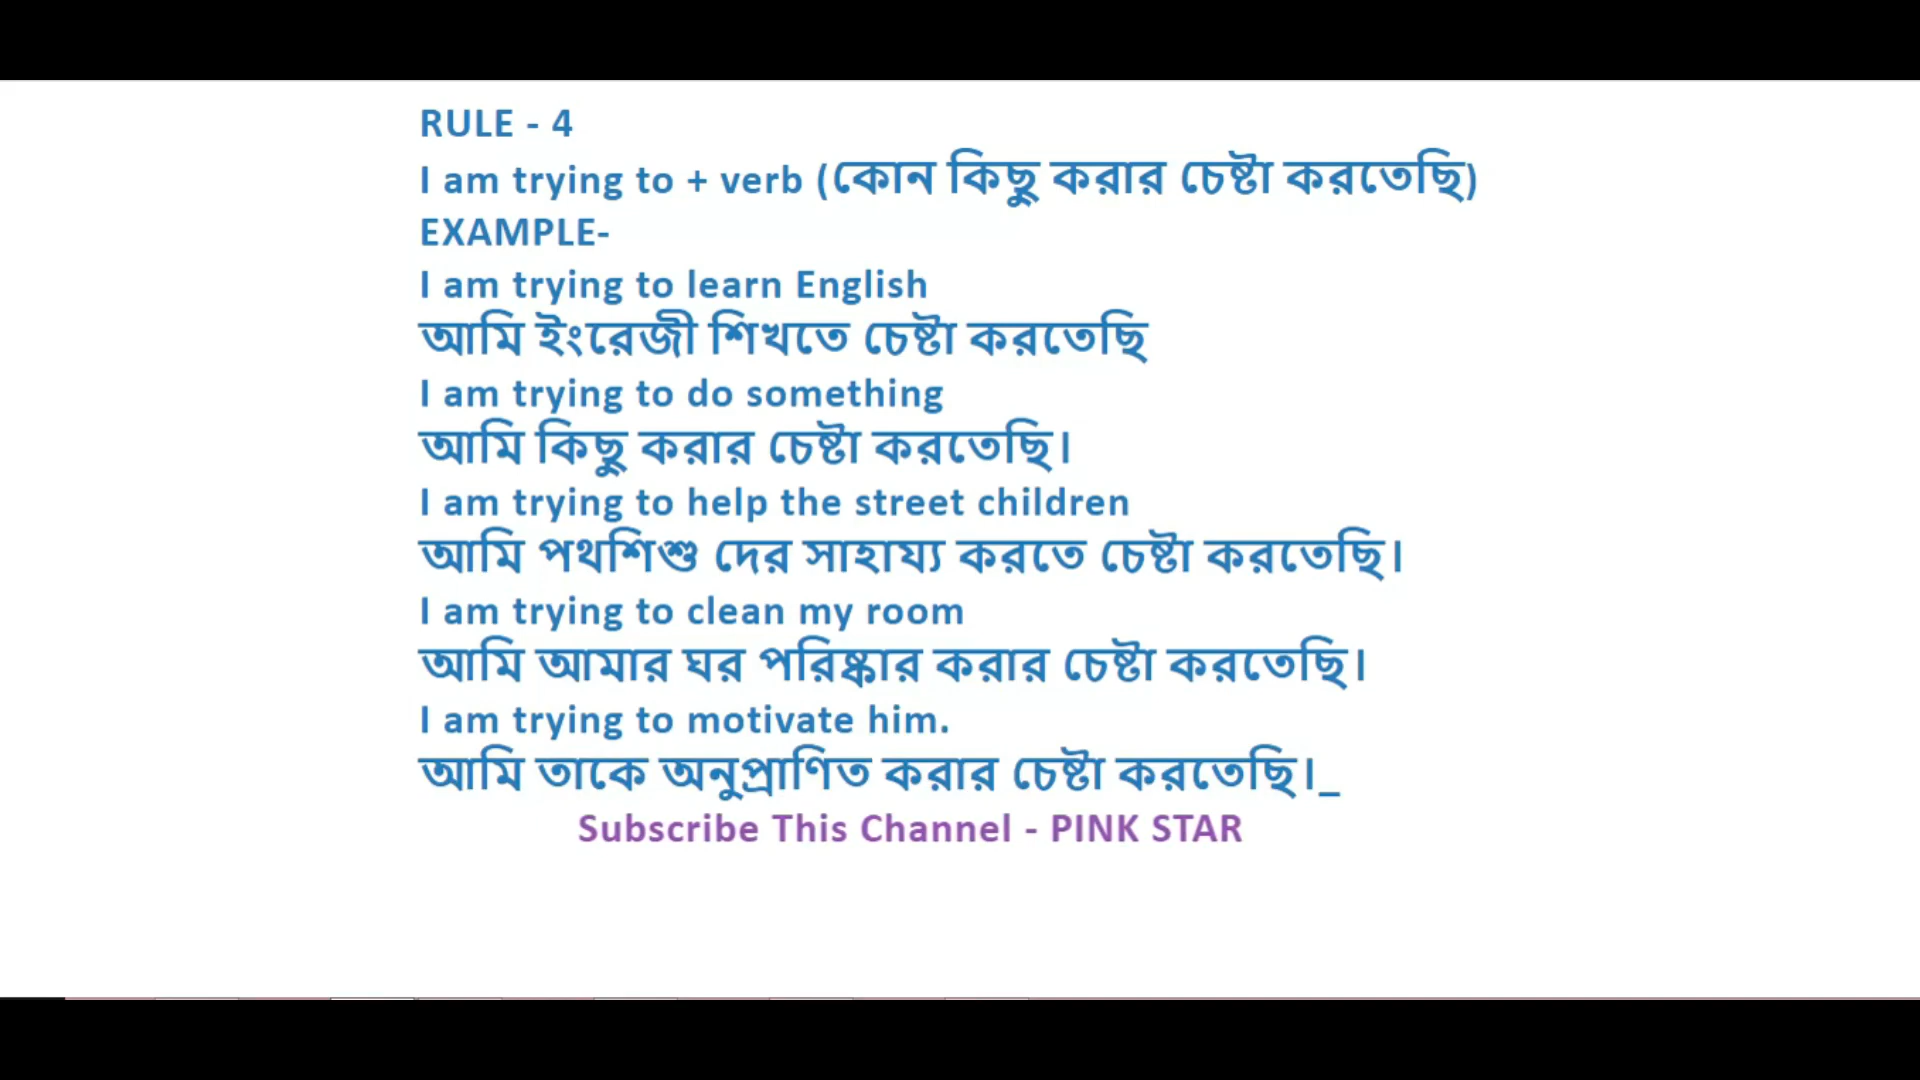 RULE - 4
I am trying to + verb (কোন কিছু করার চেষ্টা করতেছি)
EXAMPLE-
I am trying to learn English
আমি ইংরেজী শিখতে চেষ্টা করতেছি
I am trying to do something
আমি কিছু করার চেষ্টা করতেছি।
I am trying to help the street children
আমি পথশিশু দের সাহায্য করতে চেষ্টা করতেছি।
I am trying to clean my room
আমি আমার ঘর পরিষ্কার করার চেষ্টা করতেছি।
I am trying to motivate him.
আমি তাকে অনুপ্রাণিত করার চেষ্টা করতেছি।_
Subscribe This Channel - PINK STAR